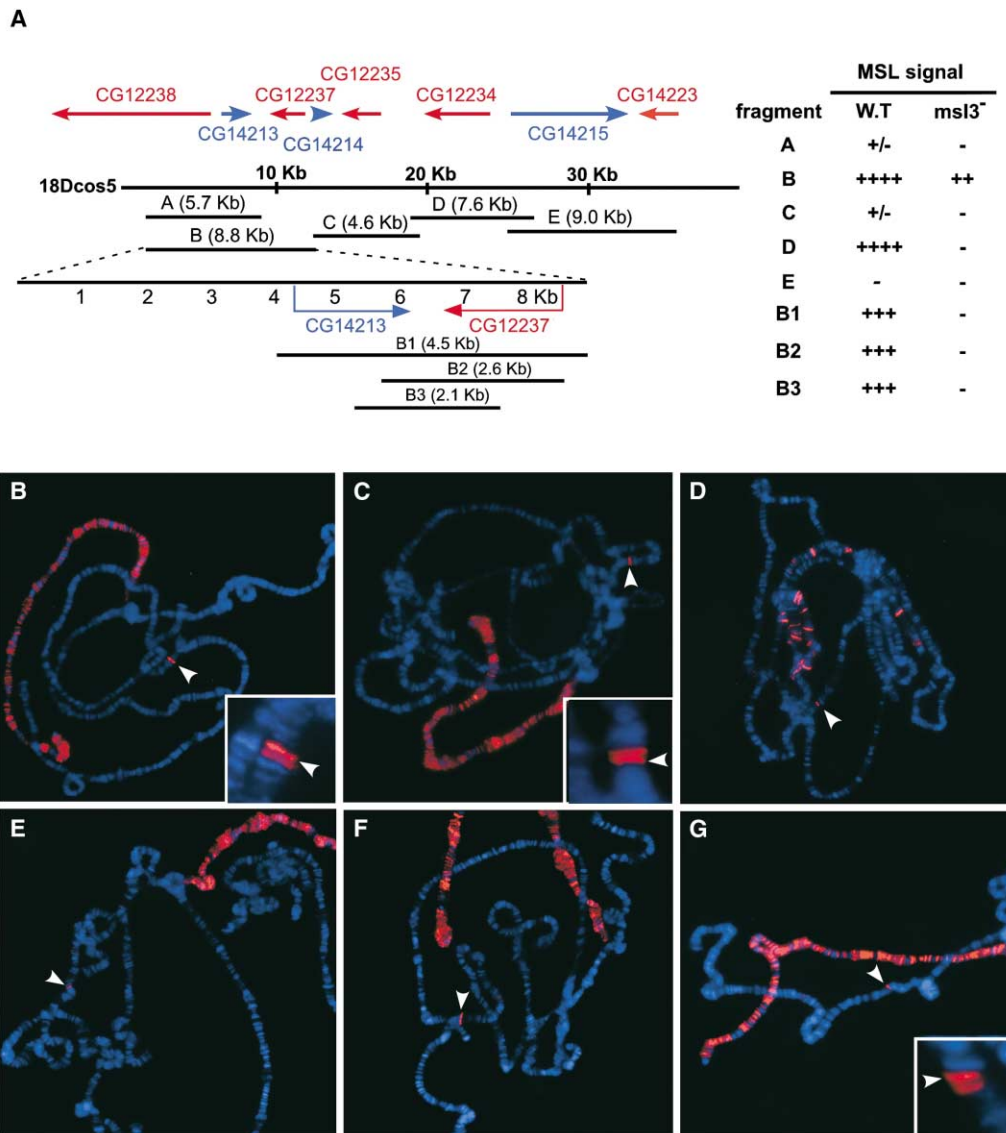 A
CG12235
CG12238 CG12237 CG12234 CG14223
CG14213 CG14214 CG14215
18Dcos5 10 Kb 20 Kb 30 Kb
A (5.7 Kb) D (7.6 Kb)
C (4.6 Kb) E (9.0 Kb)
B (8.8 Kb)
1 2 3 4 5 6 7 8 Kb
CG14213 CG12237
B1 (4.5 Kb)
B2 (2.6 Kb)
B3 (2.1 Kb)
MSL signal
fragment W.T msl3-
A +/- -
B ++++ ++
C +/- -
D ++++ -
E - -
B1 +++ -
B2 +++ -
B3 +++ -
B C D
E F G